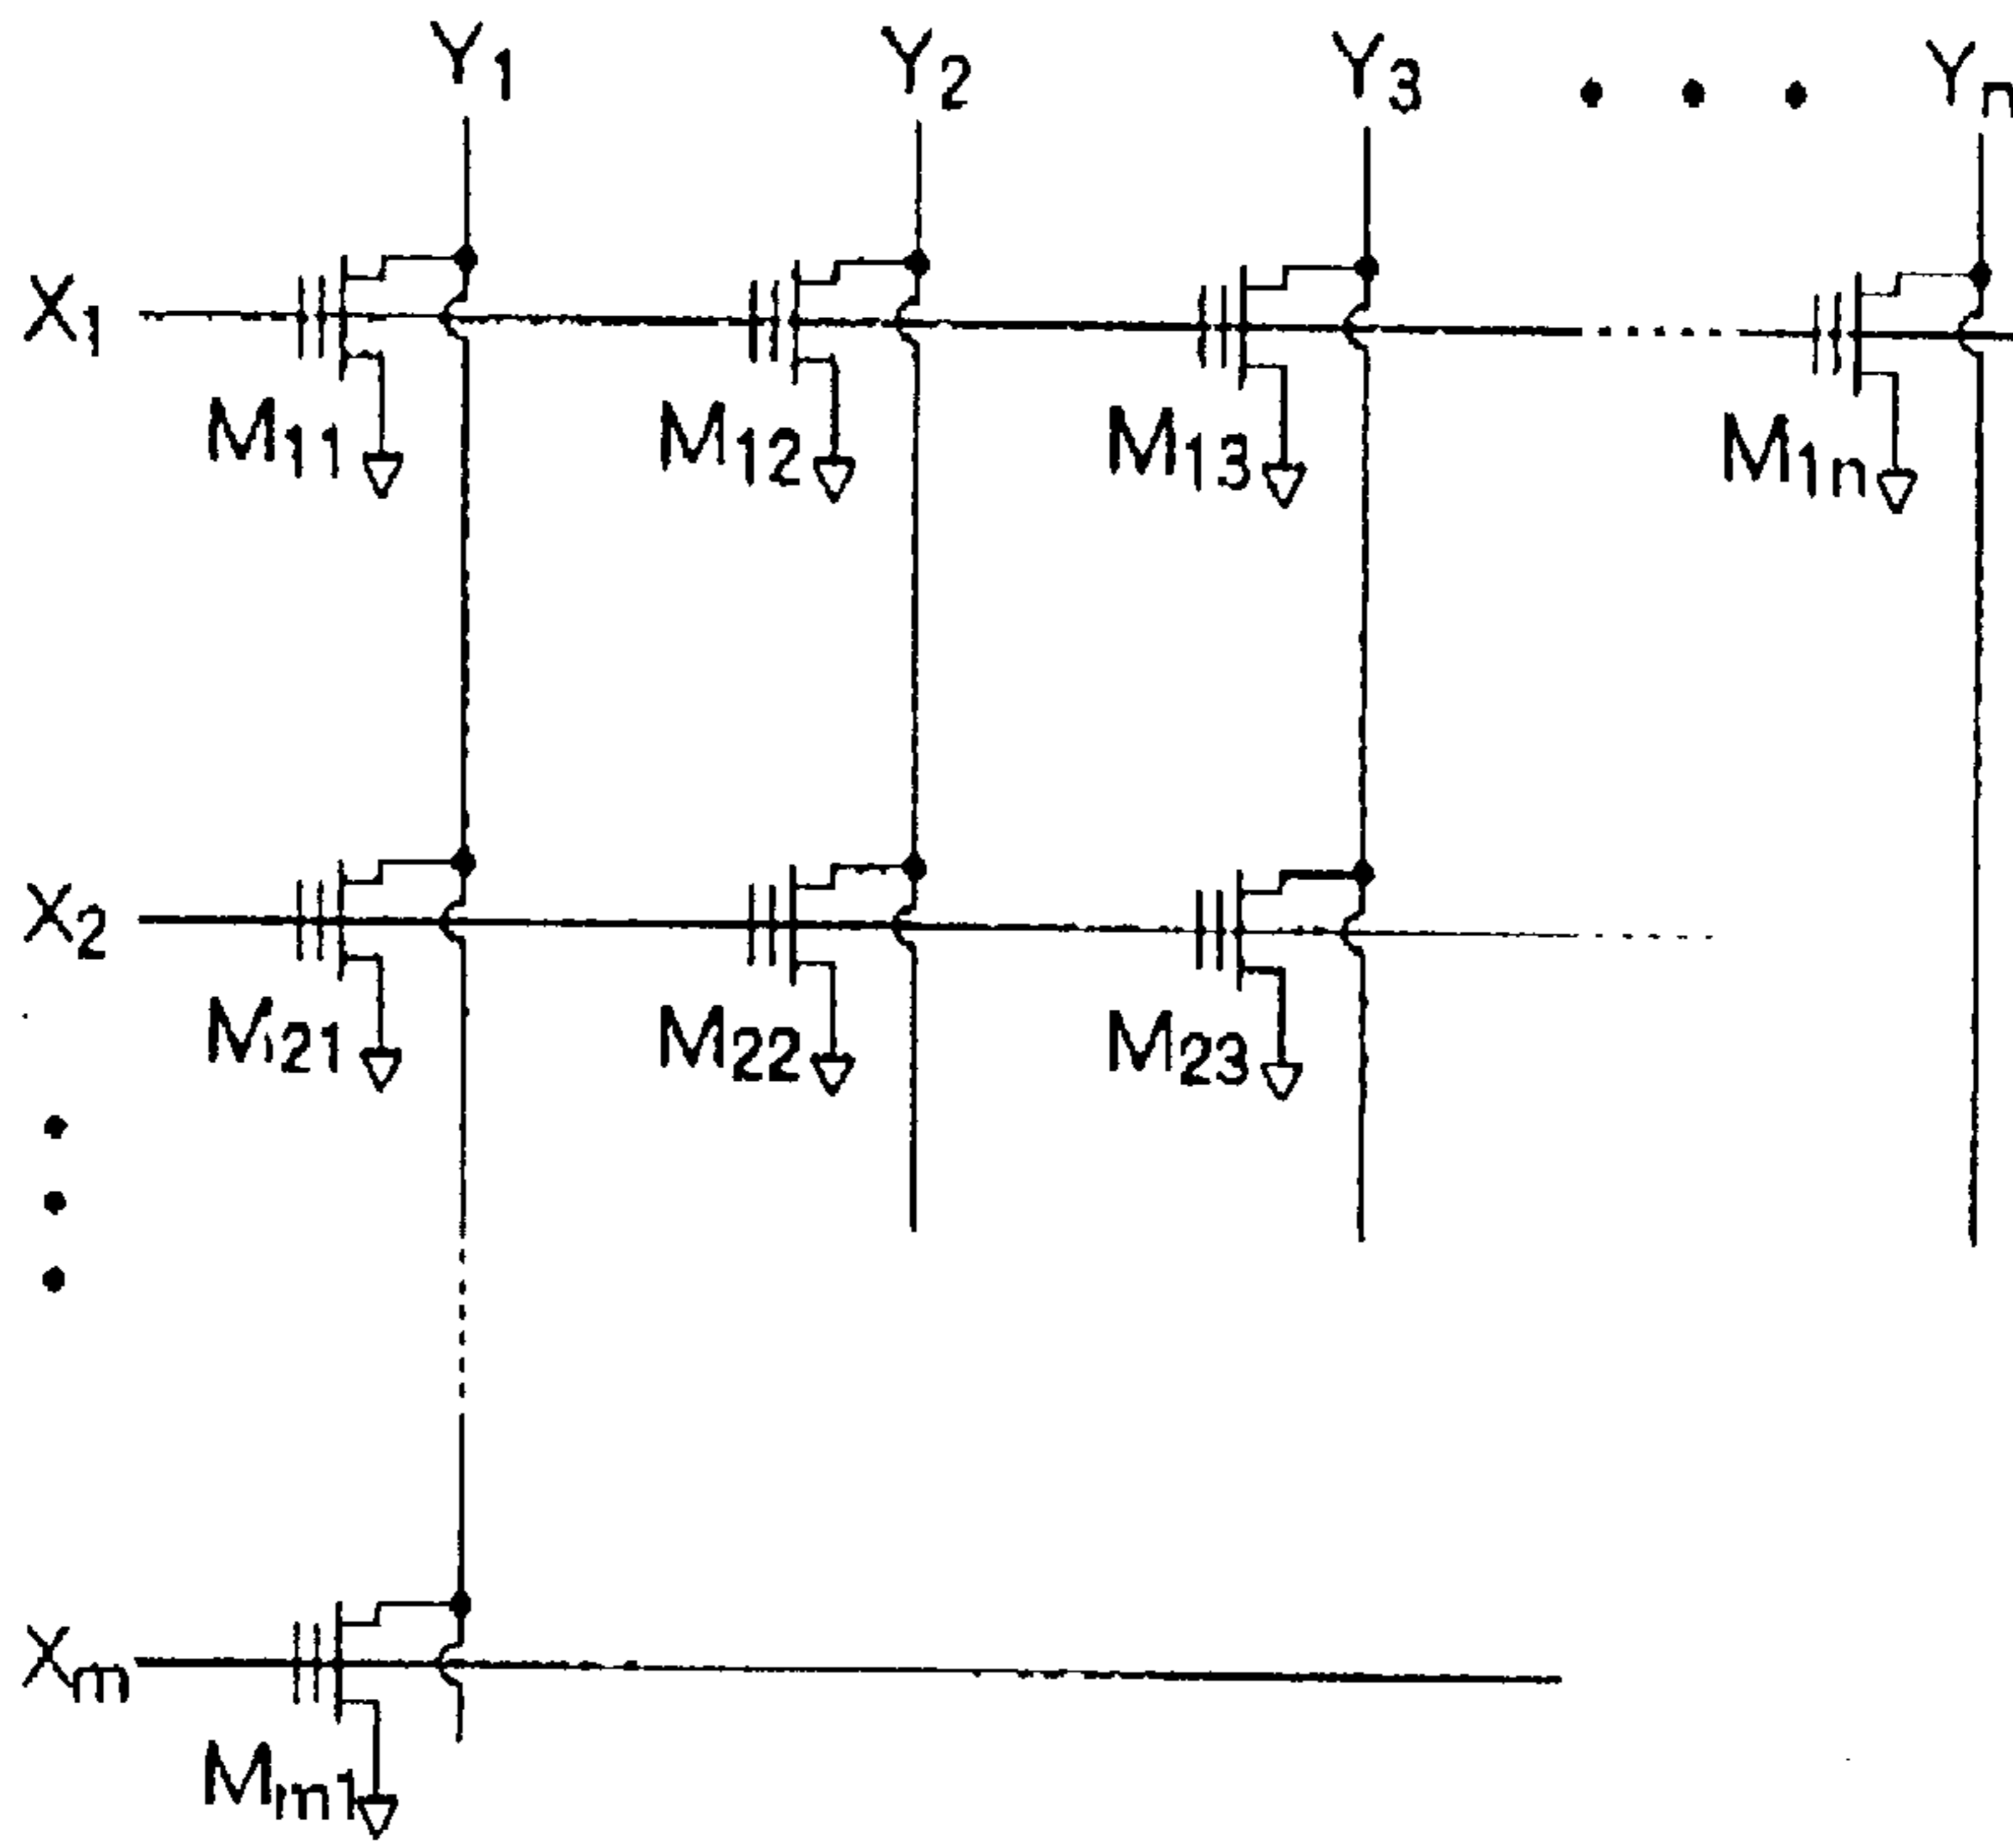 Y1 Y2 Y3 • • • Yn
X1
M11 M12 M13 M1n
X2
M21 M22 M23
•
•
•
Xm
Mm1